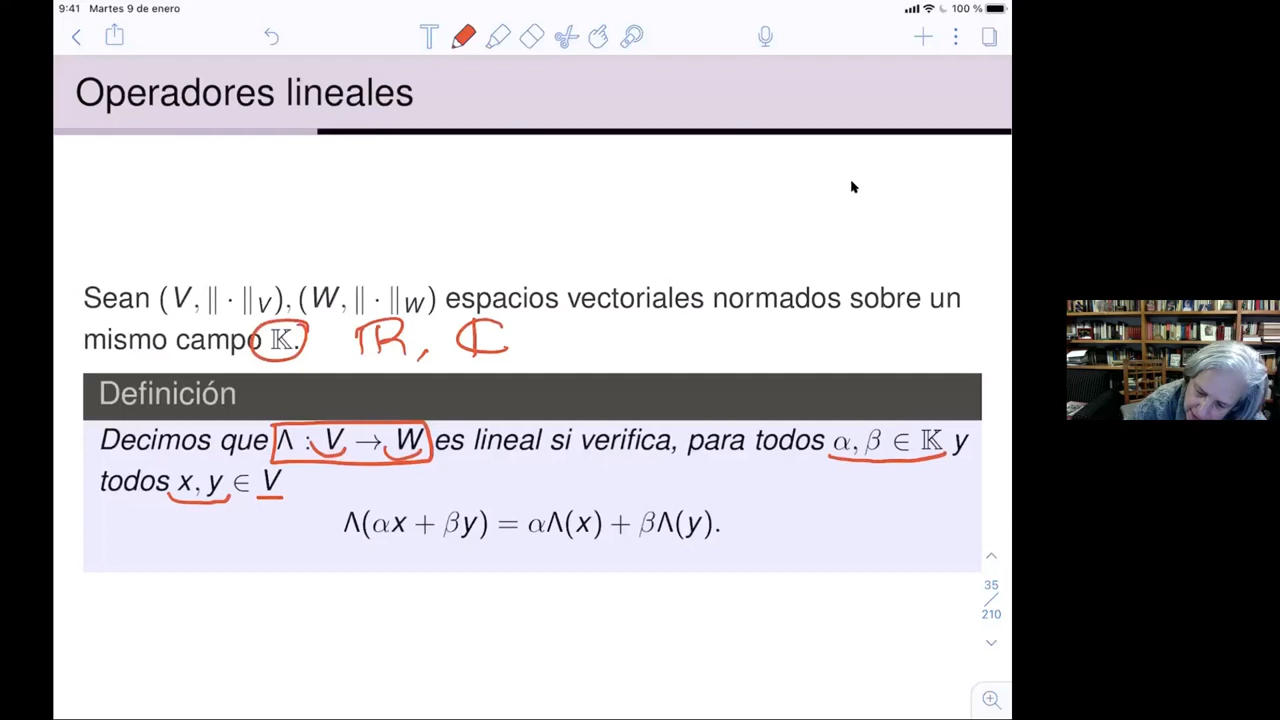 9:41 Martes 9 de enero 100 %
Operadores lineales
Sean (V, ‖ · ‖_V), (W, ‖ · ‖_W) espacios vectoriales normados sobre un
mismo campo 𝕂. ℝ, ℂ
Definición
Decimos que Λ : V → W es lineal si verifica, para todos α, β ∈ 𝕂 y
todos x, y ∈ V
Λ(αx + βy) = αΛ(x) + βΛ(y).
35
210